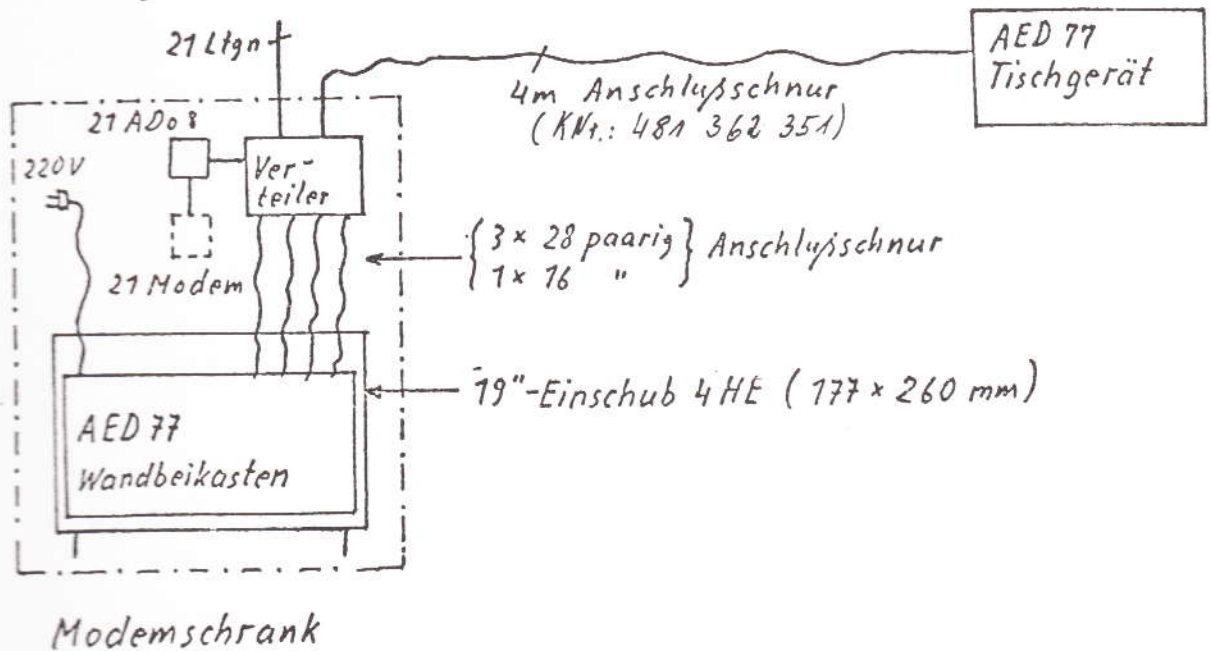 21 Ltgn
AED 77
Tischgerät
4m Anschlußschnur
(KNr.: 481 362 351)
21 ADo 8
220V
Ver-
teiler
21 Modem
3 × 28 paarig
1 × 16 "
Anschlußschnur
19"-Einschub 4 HE (177 × 260 mm)
AED 77
Wandbeikasten
Modemschrank